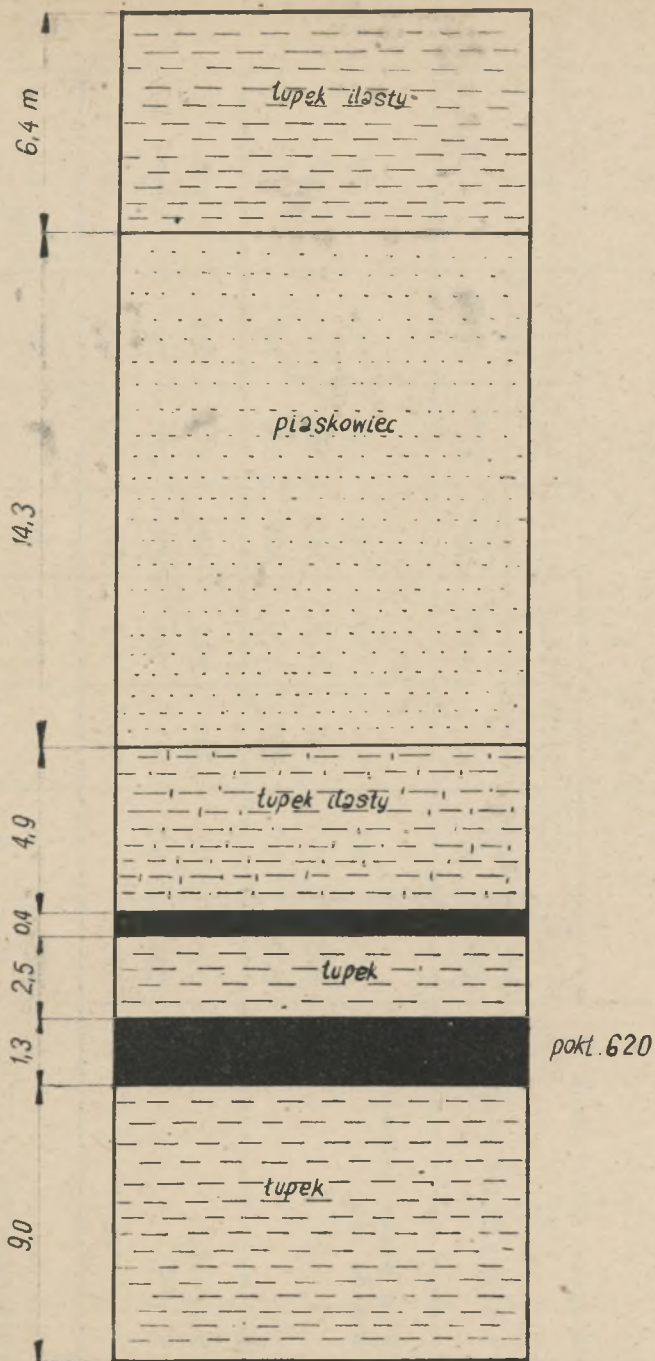 6,4 m
łupek ilasty
14,3
piaskowiec
4,9
łupek ilasty
0,4
2,5
łupek
1,3
pokł. 620
9,0
łupek